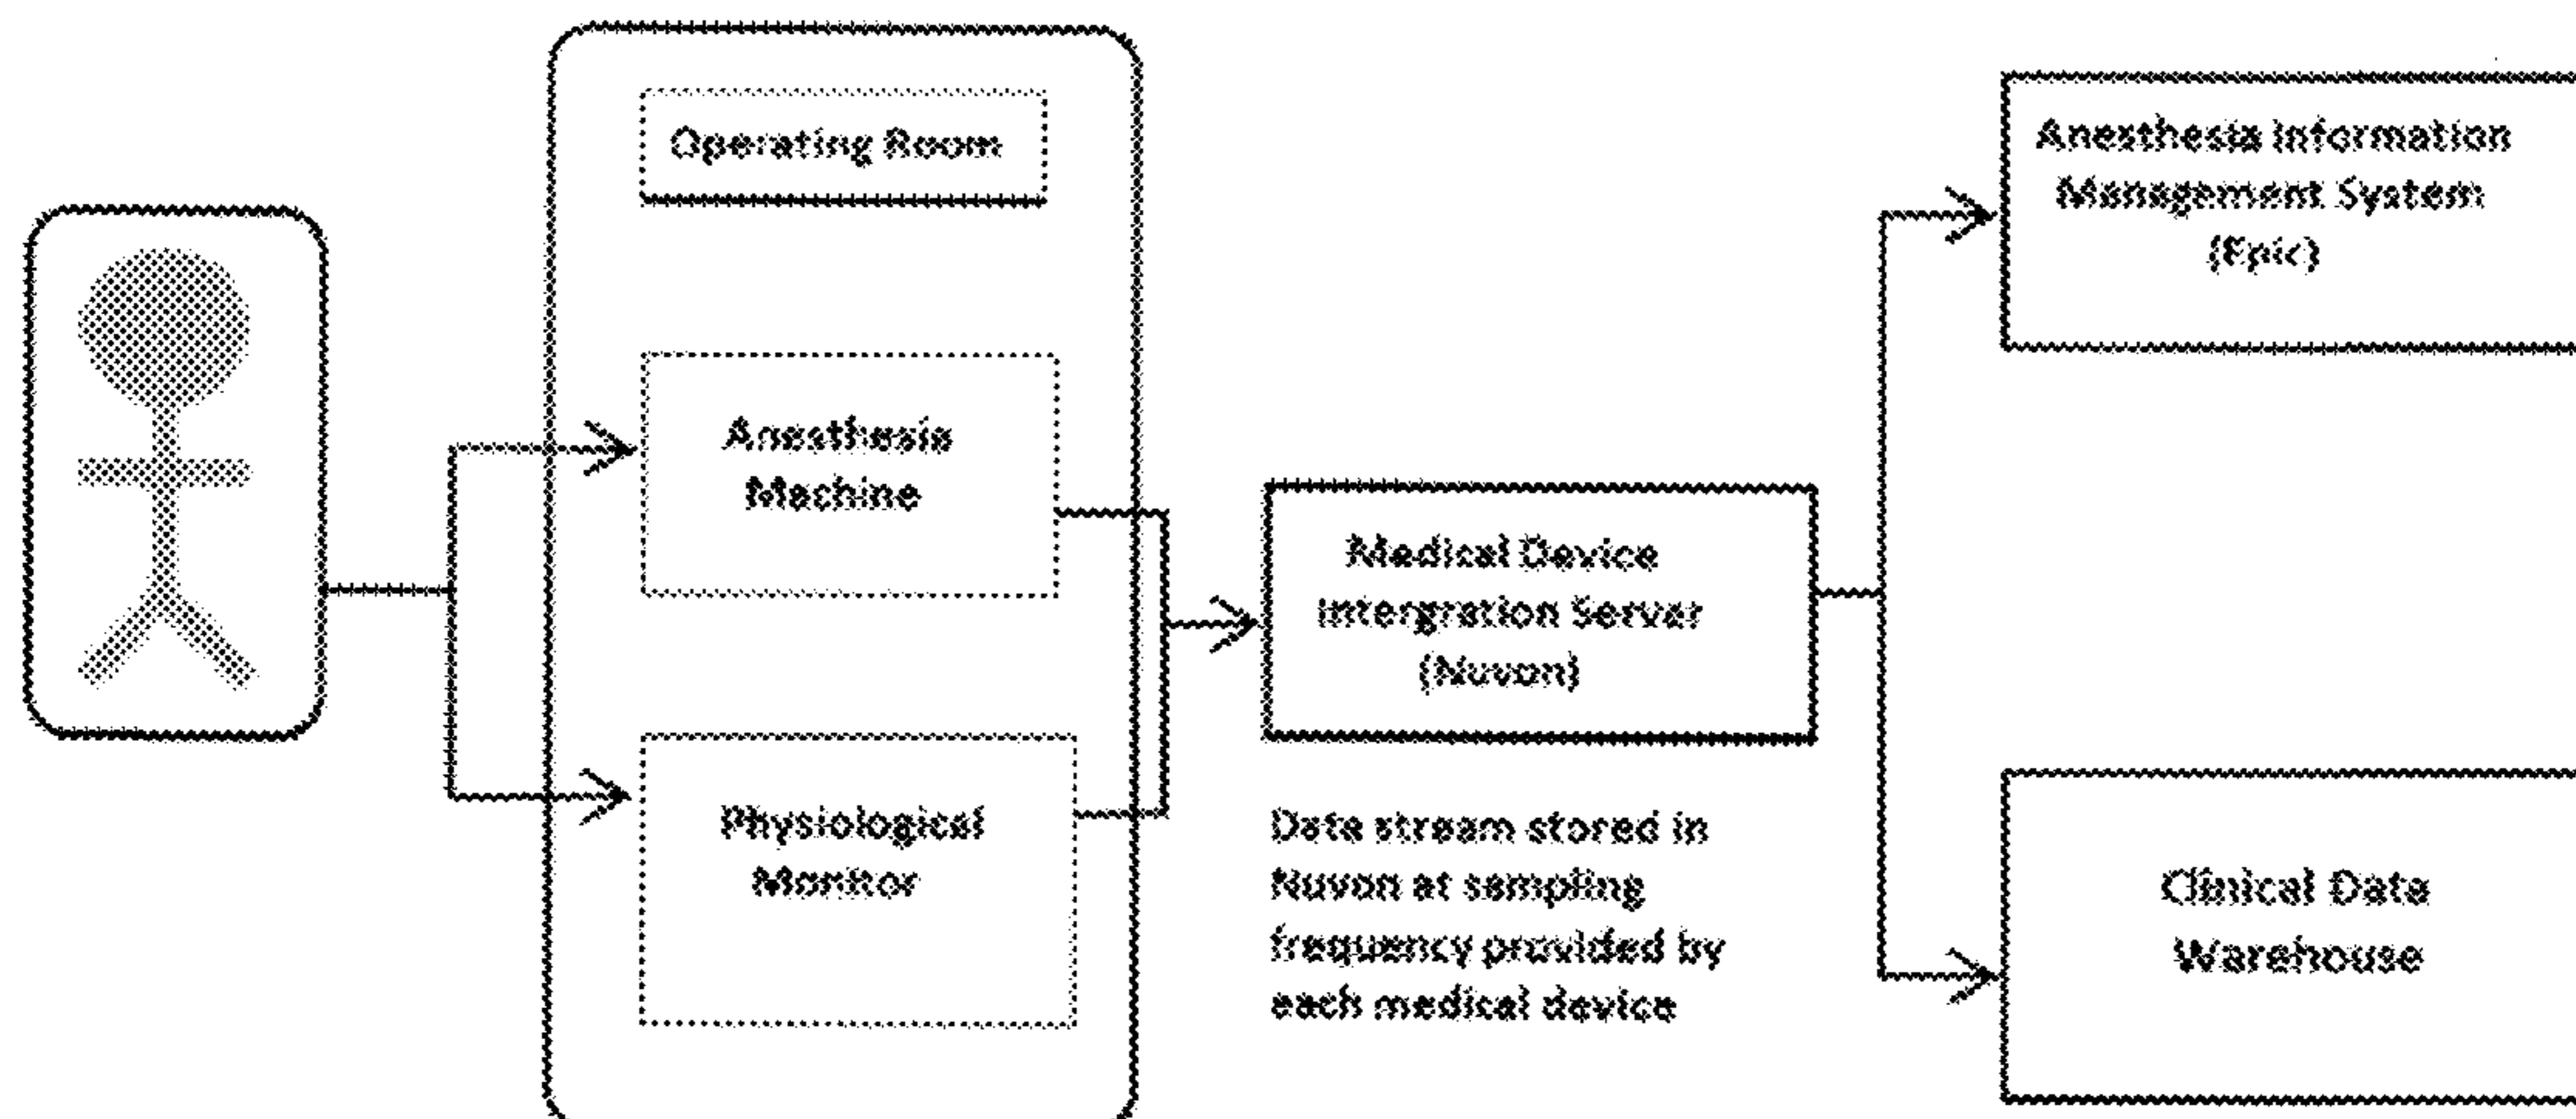 Operating Room
Anesthesia
Machine
Physiological
Monitor
Medical Device
Intergration Server
(Nuvon)
Data stream stored in
Nuvon at sampling
frequency provided by
each medical device
Anesthesia Information
Management System
(Epic)
Clinical Data
Warehouse